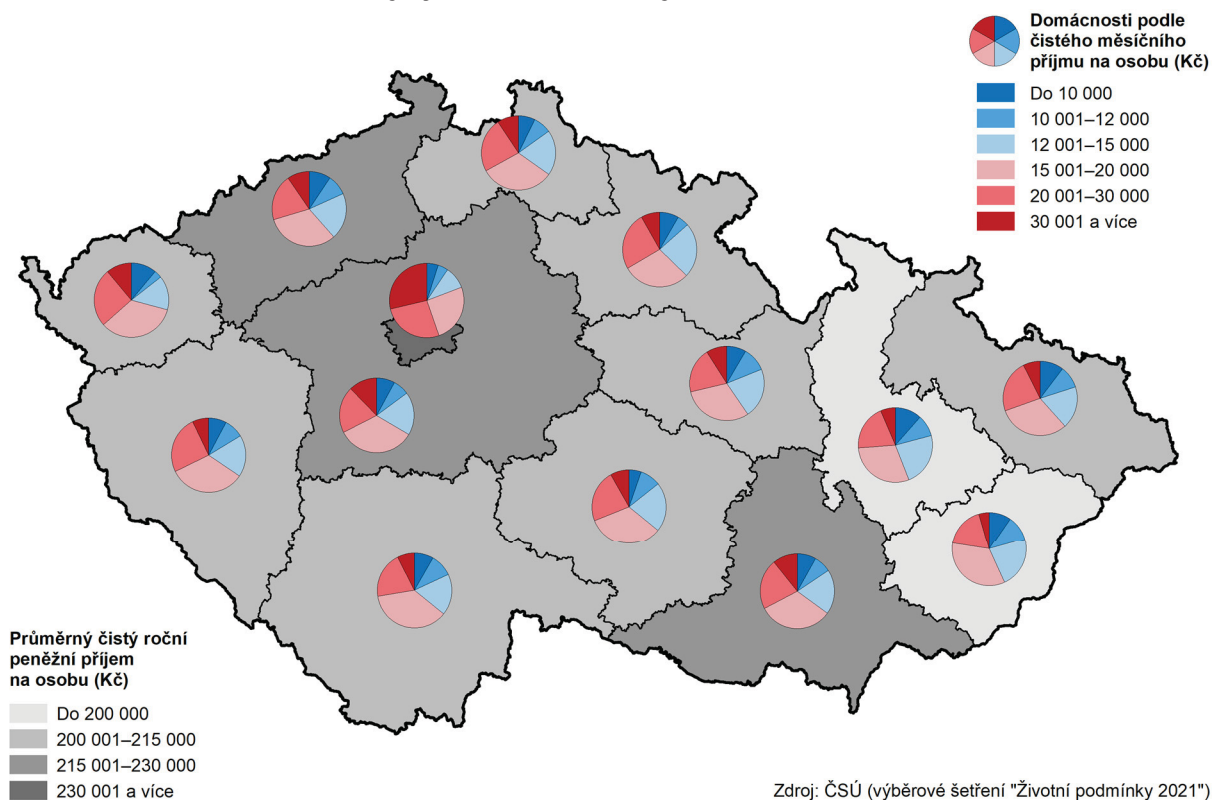 Domácnosti podle
čistého měsíčního
příjmu na osobu (Kč)
Do 10 000
10 001–12 000
12 001–15 000
15 001–20 000
20 001–30 000
30 001 a více
Průměrný čistý roční
peněžní příjem
na osobu (Kč)
Do 200 000
200 001–215 000
215 001–230 000
230 001 a více
Zdroj: ČSÚ (výběrové šetření "Životní podmínky 2021")